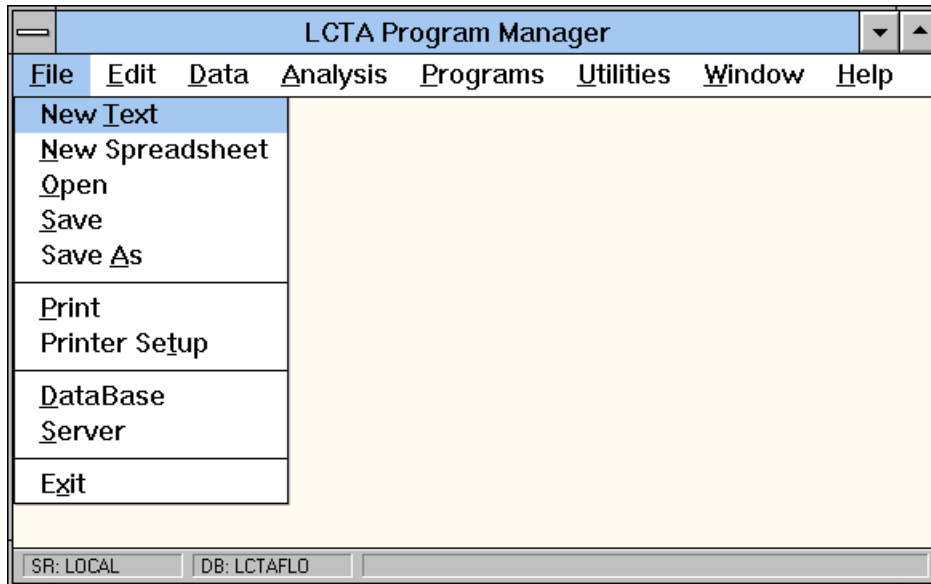 LCTA Program Manager
File Edit Data Analysis Programs Utilities Window Help
New Text
New Spreadsheet
Open
Save
Save As
Print
Printer Setup
DataBase
Server
Exit
SR: LOCAL DB: LCTAFLO